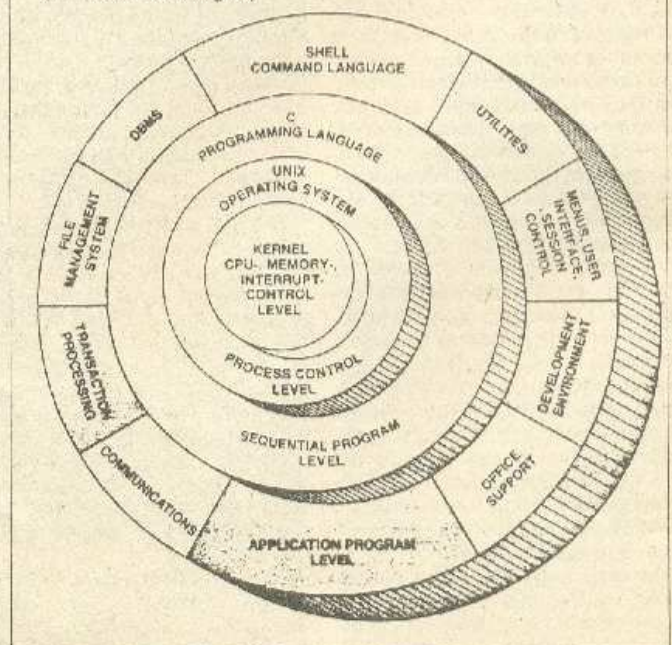 SHELL
COMMAND LANGUAGE
UTILITIES
MENUS, USER
INTERFACE,
SESSION
CONTROL
DEVELOPMENT
ENVIRONMENT
OFFICE
SUPPORT
APPLICATION PROGRAM
LEVEL
COMMUNICATIONS
TRANSACTION
PROCESSING
FILE
MANAGEMENT
SYSTEM
DBMS
C
PROGRAMMING LANGUAGE
SEQUENTIAL PROGRAM
LEVEL
UNIX
OPERATING SYSTEM
PROCESS CONTROL
LEVEL
KERNEL
CPU-, MEMORY-,
INTERRUPT-
CONTROL
LEVEL